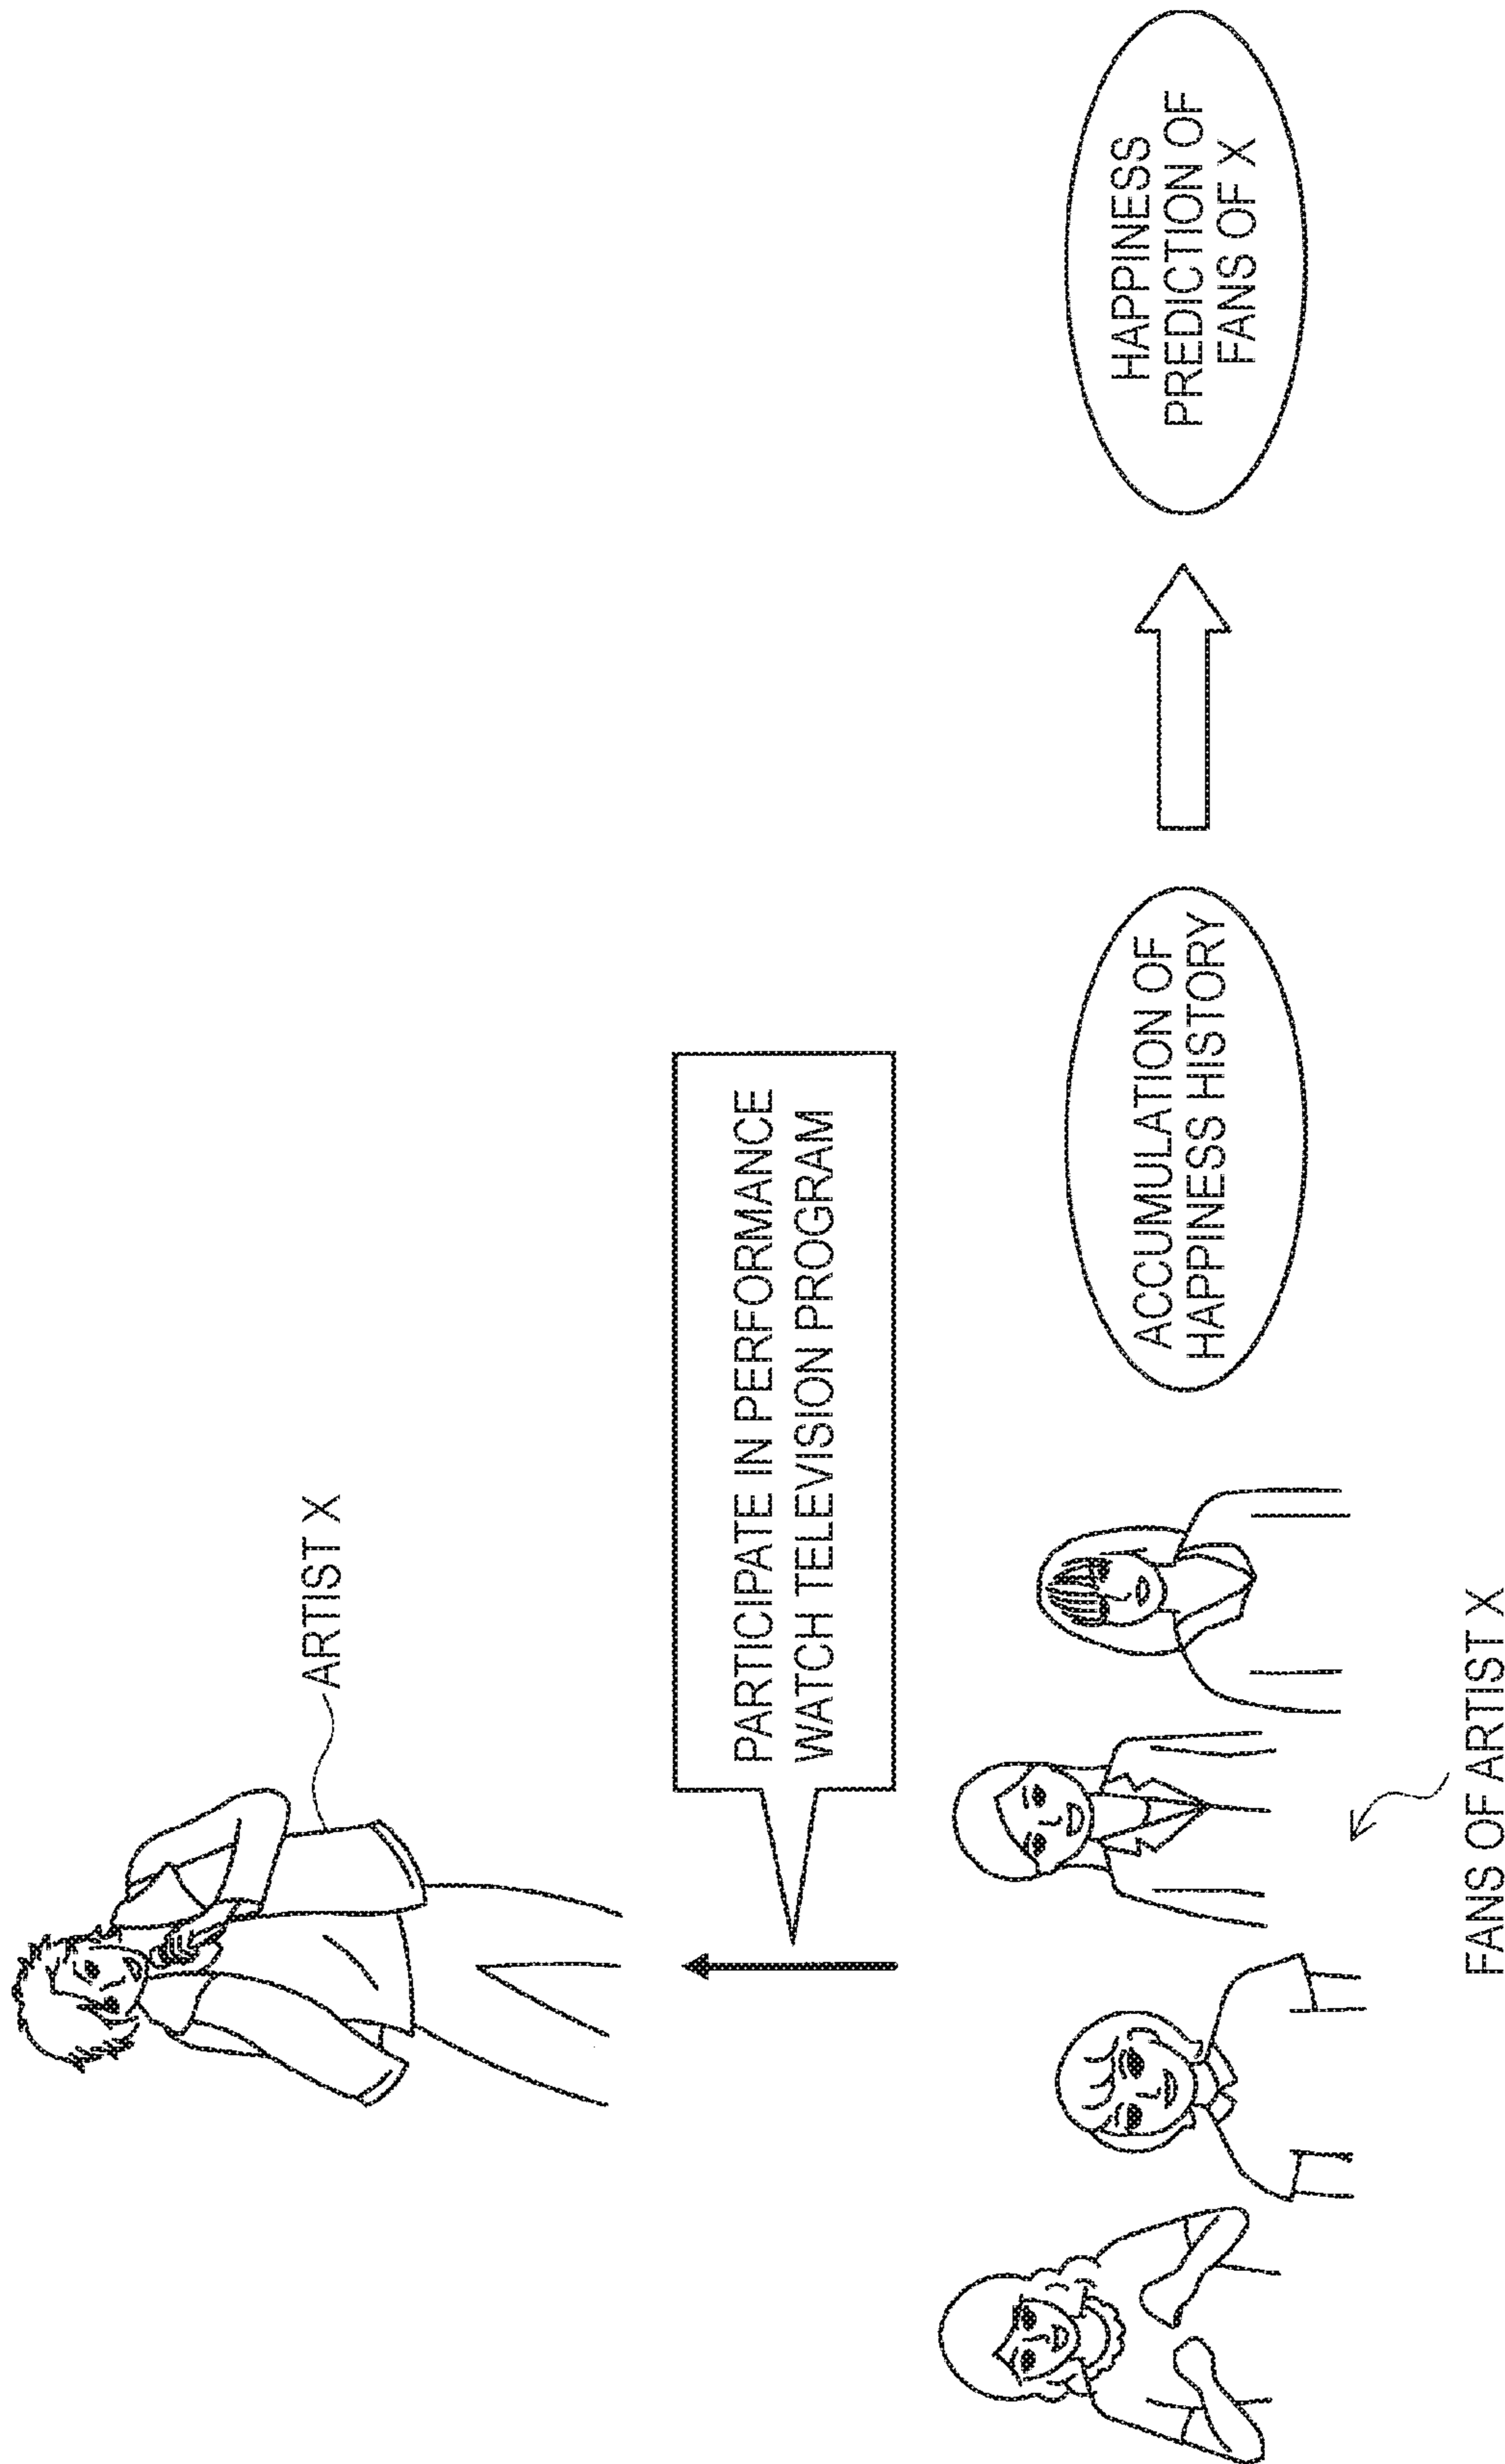 ARTIST X
PARTICIPATE IN PERFORMANCE
WATCH TELEVISION PROGRAM
FANS OF ARTIST X
ACCUMULATION OF
HAPPINESS HISTORY
HAPPINESS
PREDICTION OF
FANS OF X